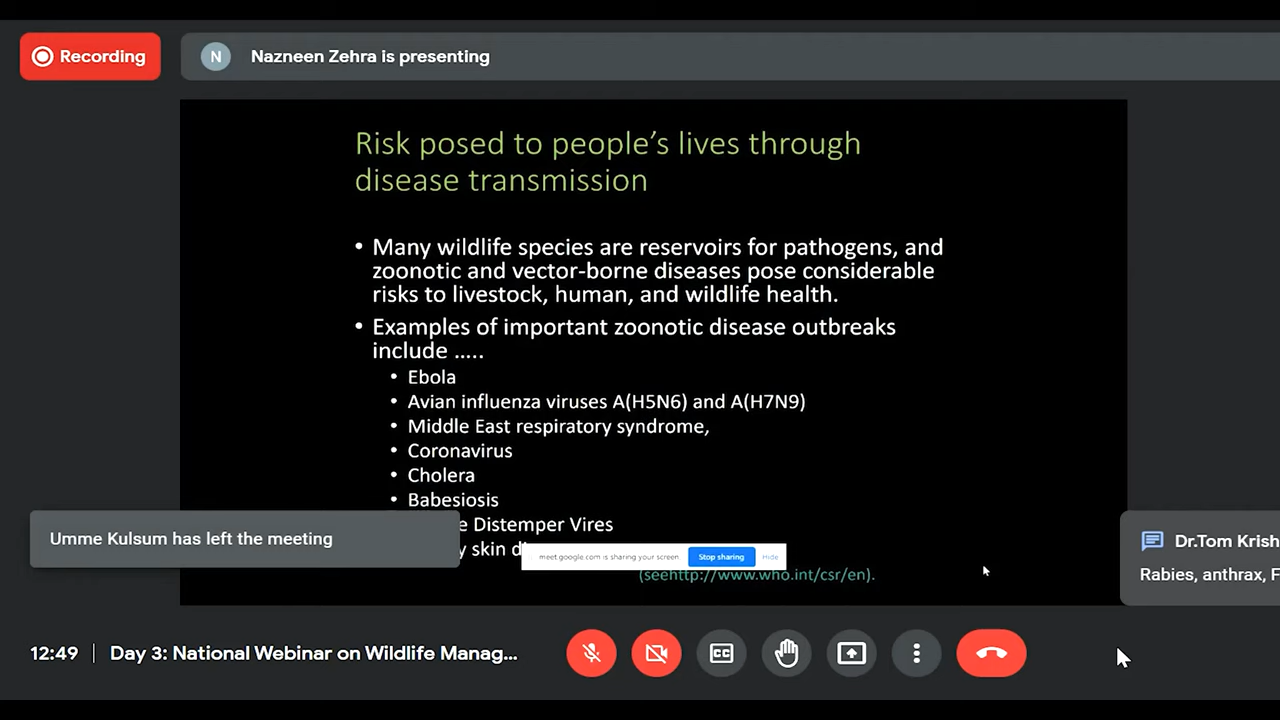 Recording
N
Nazneen Zehra is presenting
Risk posed to people's lives through
disease transmission
• Many wildlife species are reservoirs for pathogens, and
zoonotic and vector-borne diseases pose considerable
risks to livestock, human, and wildlife health.
• Examples of important zoonotic disease outbreaks
include .....
• Ebola
• Avian influenza viruses A(H5N6) and A(H7N9)
• Middle East respiratory syndrome,
• Coronavirus
• Cholera
• Babesiosis
e Distemper Vires
y skin d
(seehttp://www.who.int/csr/en).
Umme Kulsum has left the meeting
meet.google.com is sharing your screen
Stop sharing
Hide
Dr.Tom Krish
Rabies, anthrax, F
12:49
Day 3: National Webinar on Wildlife Manag...
CC